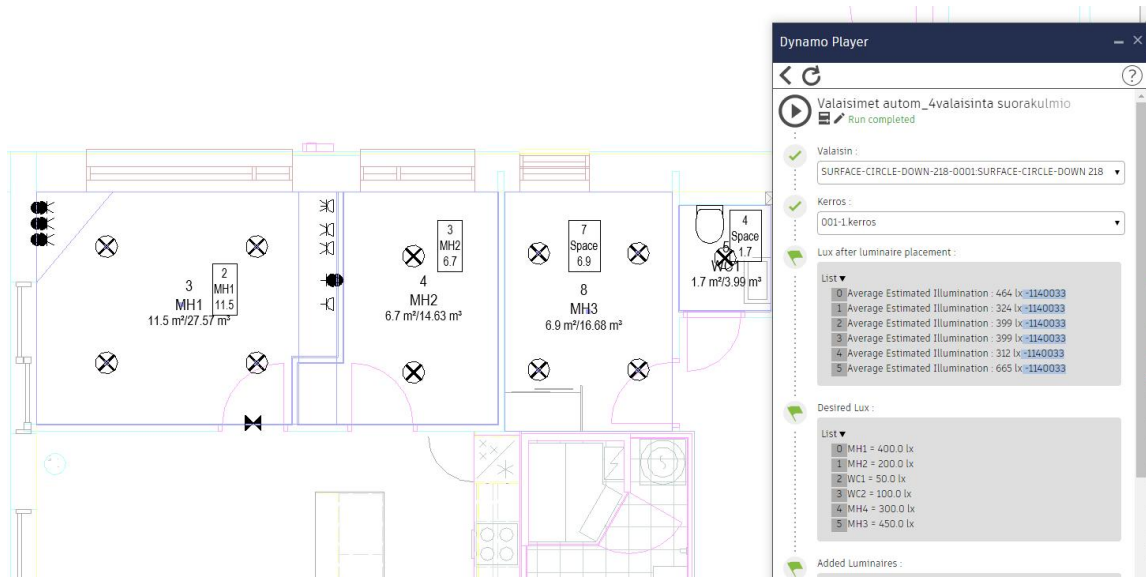 3
MH1
11.5 m²/27.57 m³
2
MH1
11.5
3
MH2
6.7
4
MH2
6.7 m²/14.63 m³
7
Space
6.9
8
MH3
6.9 m²/16.68 m³
4
Space
1.7
5
WC1
1.7 m²/3.99 m³
Dynamo Player
?
Valaisimet autom_4valaisinta suorakulmio
Run completed
Valaisin :
SURFACE-CIRCLE-DOWN-218-0001:SURFACE-CIRCLE-DOWN 218
Kerros :
001-1.kerros
Lux after luminaire placement :
List
0 Average Estimated Illumination : 464 lx -1140033
1 Average Estimated Illumination : 324 lx -1140033
2 Average Estimated Illumination : 399 lx -1140033
3 Average Estimated Illumination : 399 lx -1140033
4 Average Estimated Illumination : 312 lx -1140033
5 Average Estimated Illumination : 665 lx -1140033
Desired Lux :
List
0 MH1 = 400.0 lx
1 MH2 = 200.0 lx
2 WC1 = 50.0 lx
3 WC2 = 100.0 lx
4 MH4 = 300.0 lx
5 MH3 = 450.0 lx
Added Luminaires :